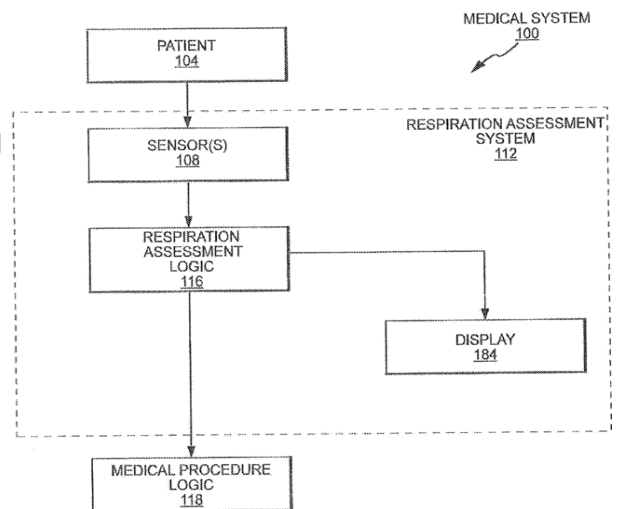 MEDICAL SYSTEM
100
PATIENT
104
RESPIRATION ASSESSMENT
SYSTEM
112
SENSOR(S)
108
RESPIRATION
ASSESSMENT
LOGIC
116
DISPLAY
184
MEDICAL PROCEDURE
LOGIC
118